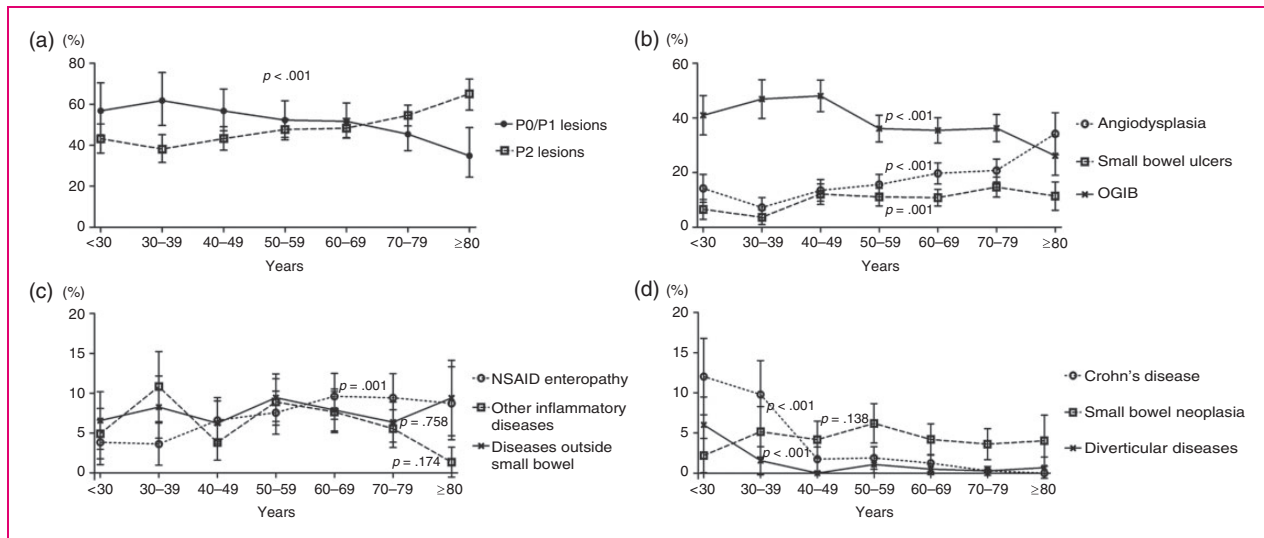 (a) (%)
80
60
40
20
0
p < .001
<30 30–39 40–49 50–59 60–69 70–79 ≥80
Years
P0/P1 lesions
P2 lesions
(b) (%)
60
40
20
0
p < .001
p < .001
p = .001
<30 30–39 40–49 50–59 60–69 70–79 ≥80
Years
Angiodysplasia
Small bowel ulcers
OGIB
(c) (%)
20
15
10
5
0
p = .001
p = .758
p = .174
<30 30–39 40–49 50–59 60–69 70–79 ≥80
Years
NSAID enteropathy
Other inflammatory
diseases
Diseases outside
small bowel
(d) (%)
20
15
10
5
0
p < .001
p = .138
p < .001
<30 30–39 40–49 50–59 60–69 70–79 ≥80
Years
Crohn's disease
Small bowel neoplasia
Diverticular diseases